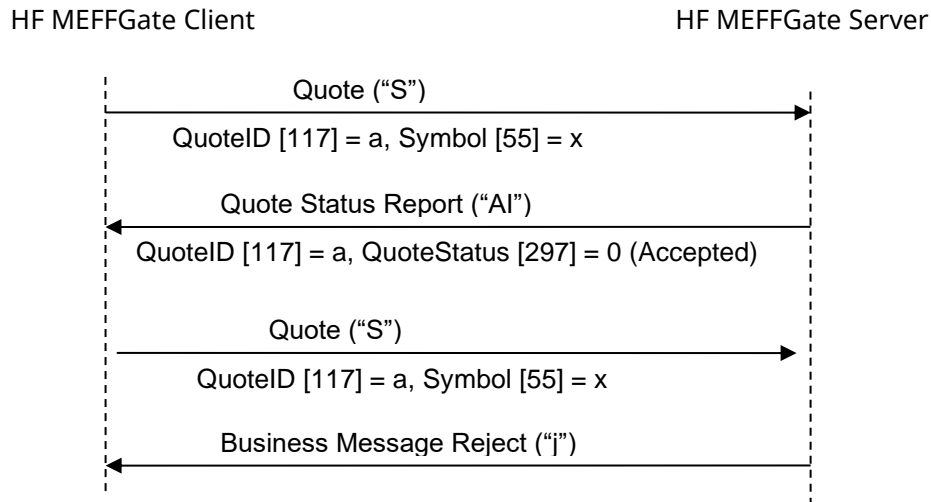 HF MEFFGate Client HF MEFFGate Server
Quote (“S”)
QuoteID [117] = a, Symbol [55] = x
Quote Status Report (“AI”)
QuoteID [117] = a, QuoteStatus [297] = 0 (Accepted)
Quote (“S”)
QuoteID [117] = a, Symbol [55] = x
Business Message Reject (“j”)